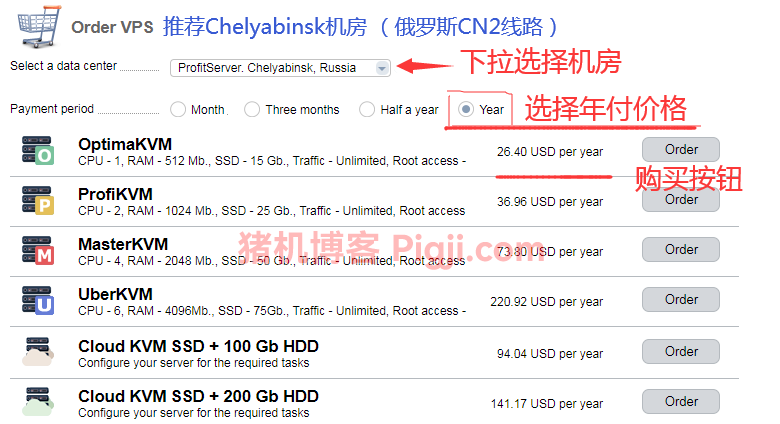 Order VPS 推荐Chelyabinsk机房 （俄罗斯CN2线路）
Select a data center ProfitServer. Chelyabinsk, Russia 下拉选择机房
Payment period Month Three months Half a year Year 选择年付价格
OptimaKVM
CPU - 1, RAM - 512 Mb., SSD - 15 Gb., Traffic - Unlimited, Root access - 26.40 USD per year Order
购买按钮
ProfiKVM
CPU - 2, RAM - 1024 Mb., SSD - 25 Gb., Traffic - Unlimited, Root access 36.96 USD per year Order
MasterKVM
CPU - 4, RAM - 2048 Mb., SSD - 50 Gb., Traffic - Unlimited, Root access - 73.80 USD per year Order
猪机博客 Pigji.com
UberKVM
CPU - 6, RAM - 4096Mb., SSD - 75Gb., Traffic - Unlimited, Root access - 220.92 USD per year Order
Cloud KVM SSD + 100 Gb HDD
Configure your server for the required tasks 94.04 USD per year Order
Cloud KVM SSD + 200 Gb HDD
Configure your server for the required tasks 141.17 USD per year Order
O
P
M
U